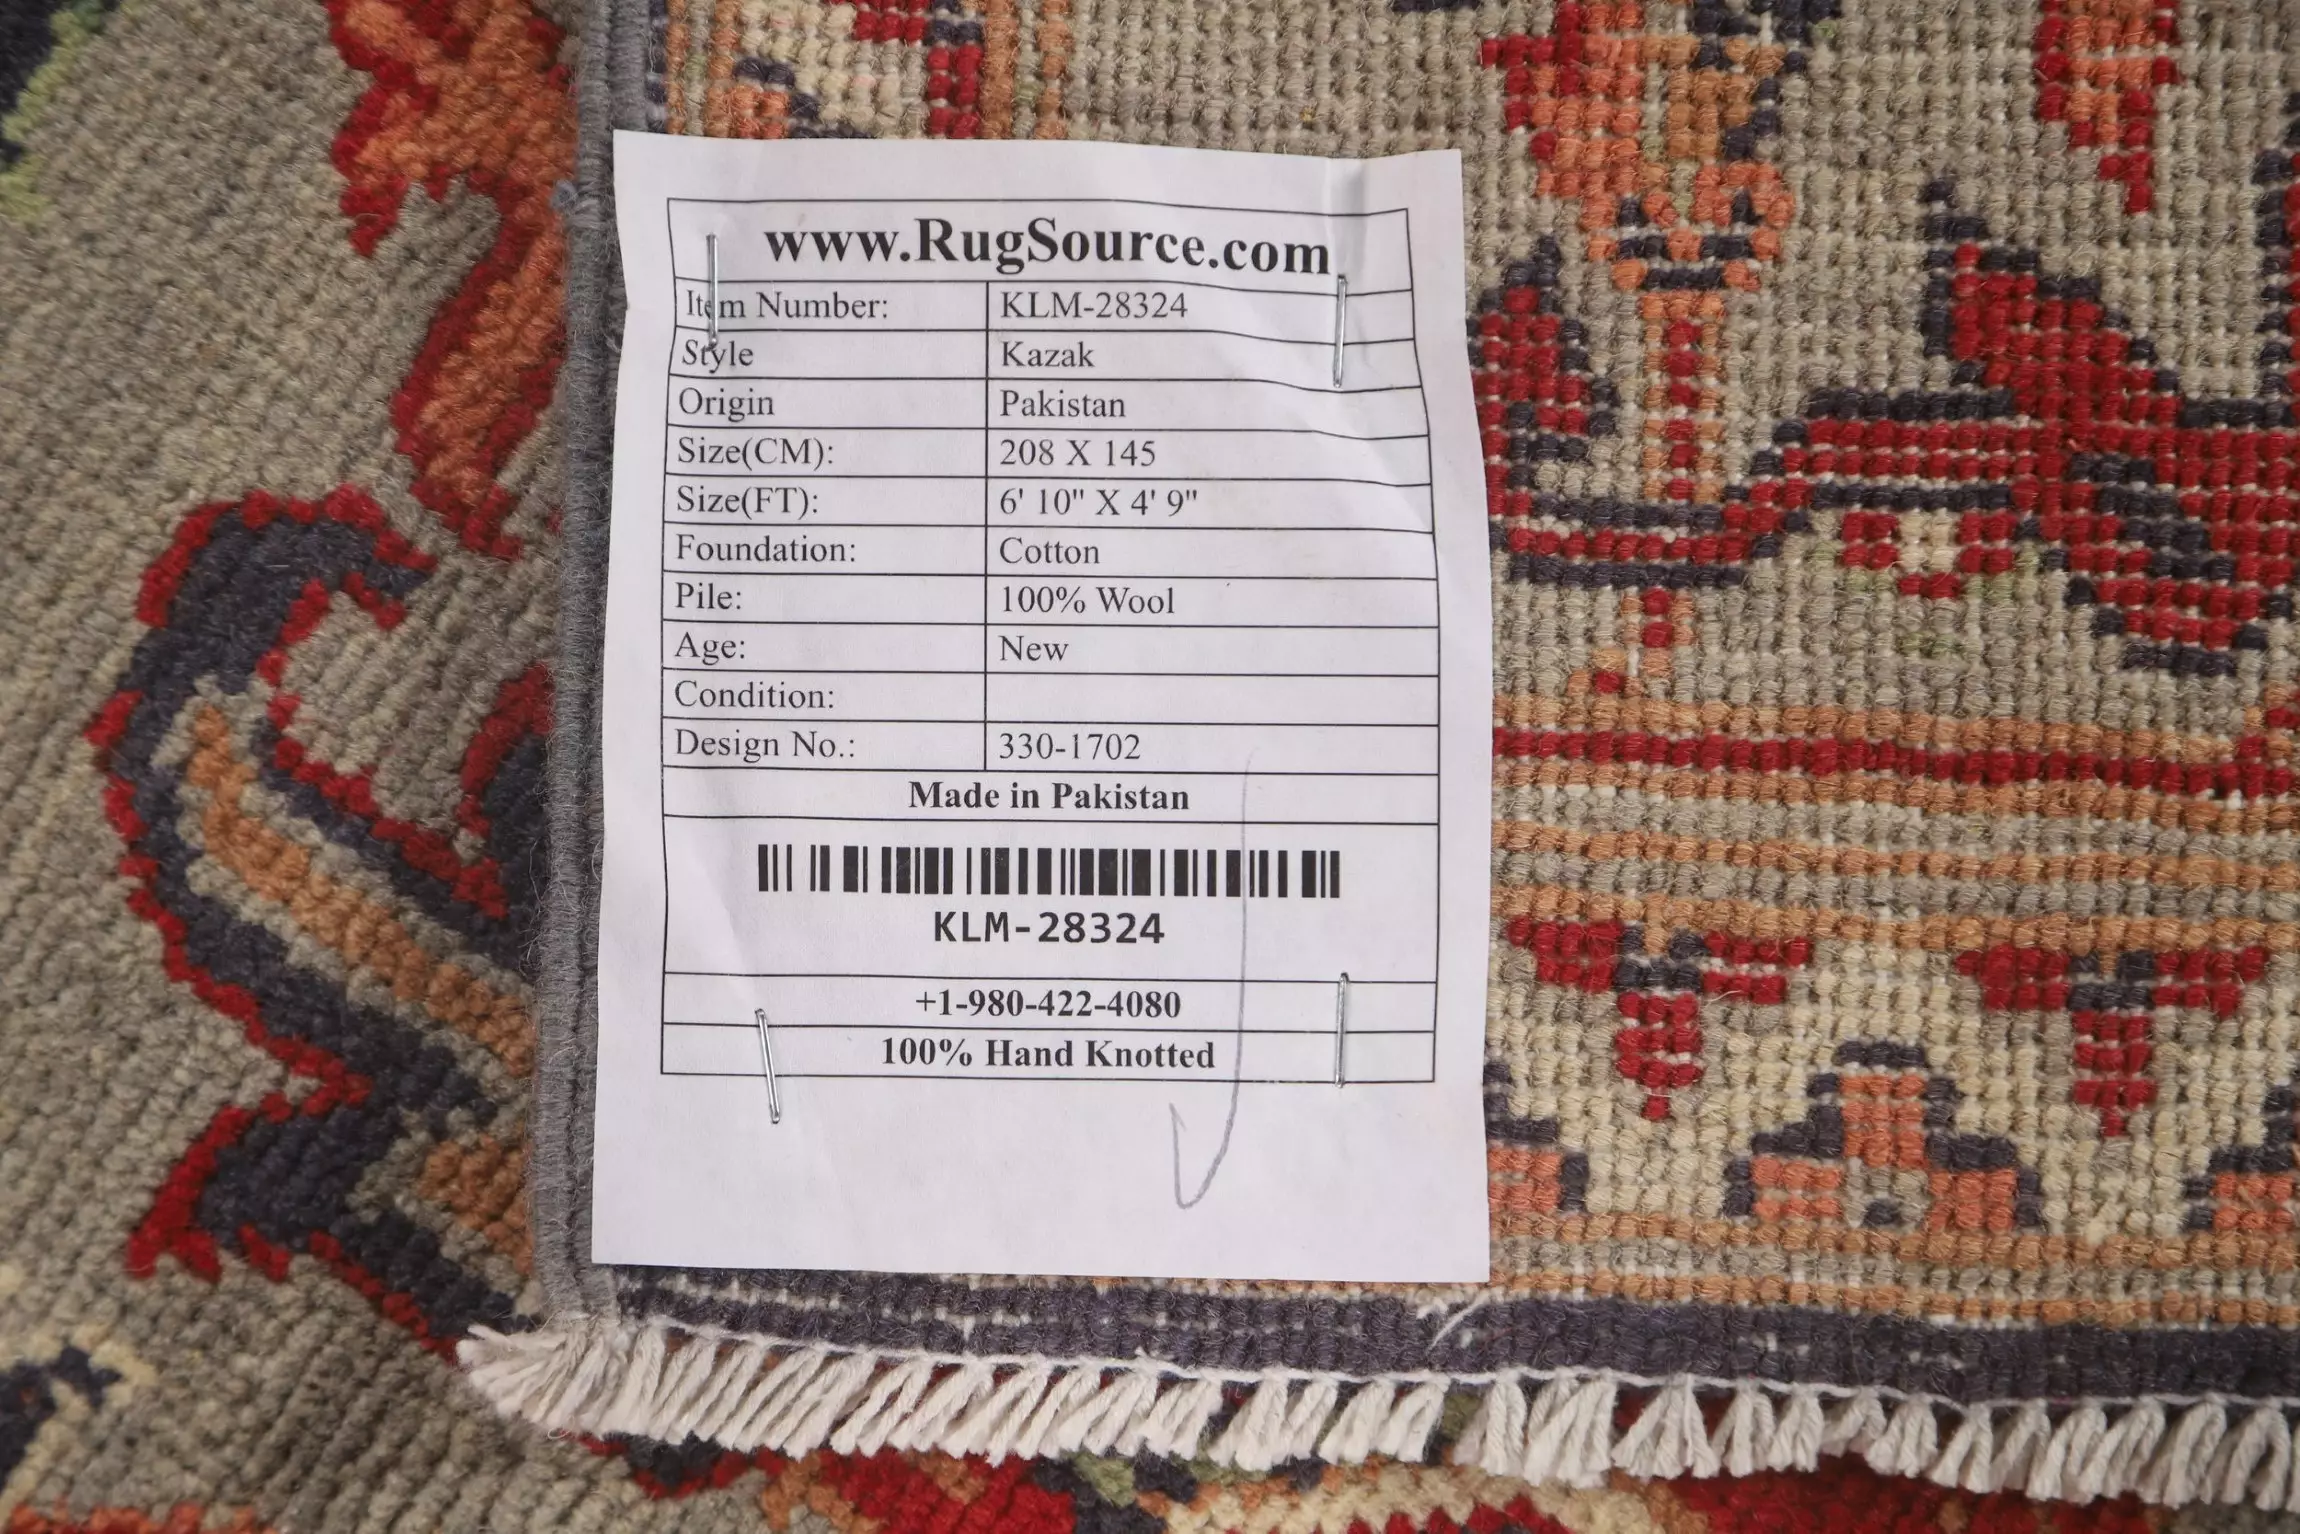 www.RugSource.com
Item Number: KLM-28324
Style Kazak
Origin Pakistan
Size(CM): 208 X 145
Size(FT): 6' 10" X 4' 9"
Foundation: Cotton
Pile: 100% Wool
Age: New
Condition:
Design No.: 330-1702
Made in Pakistan
KLM-28324
+1-980-422-4080
100% Hand Knotted